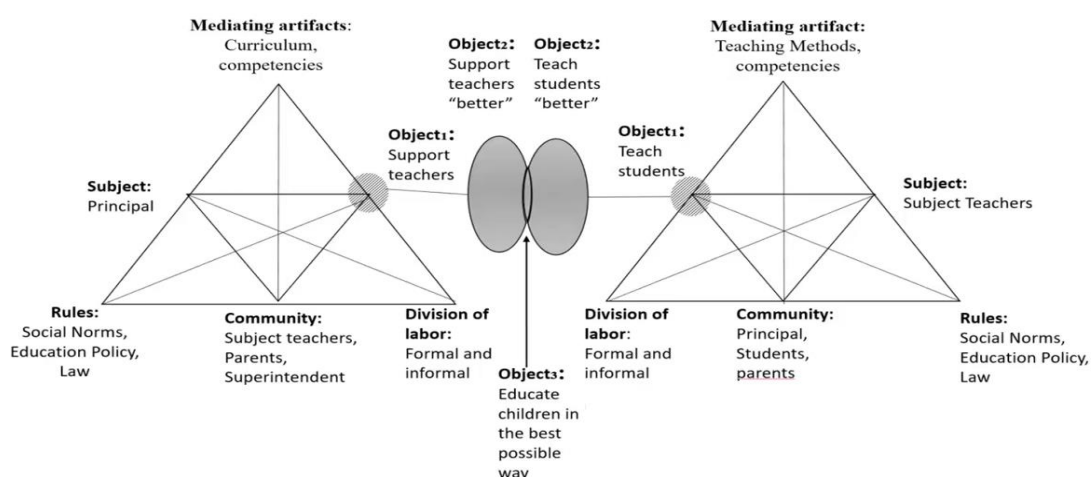 Mediating artifacts:
Curriculum,
competencies
Object2:
Support
teachers
“better”
Object2:
Teach
students
“better”
Mediating artifact:
Teaching Methods,
competencies
Object1:
Support
teachers
Object1:
Teach
students
Subject:
Principal
Subject:
Subject Teachers
Rules:
Social Norms,
Education Policy,
Law
Community:
Subject teachers,
Parents,
Superintendent
Division of
labor:
Formal and
informal
Object3:
Educate
children in
the best
possible
way
Division of
labor:
Formal and
informal
Community:
Principal,
Students,
parents
Rules:
Social Norms,
Education Policy,
Law